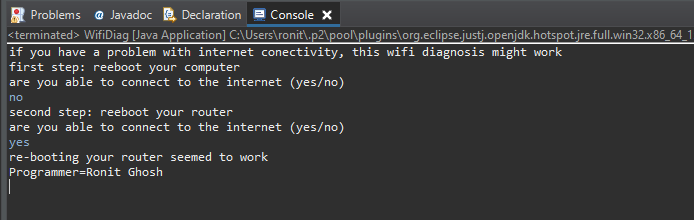 Problems @ Javadoc Declaration Console
<terminated> WifiDiag [Java Application] C:\Users\ronit\.p2\pool\plugins\org.eclipse.justj.openjdk.hotspot.jre.full.win32.x86_64_1
if you have a problem with internet conectivity, this wifi diagnosis might work
first step: reeboot your computer
are you able to connect to the internet (yes/no)
no
second step: reeboot your router
are you able to connect to the internet (yes/no)
yes
re-booting your router seemed to work
Programmer=Ronit Ghosh